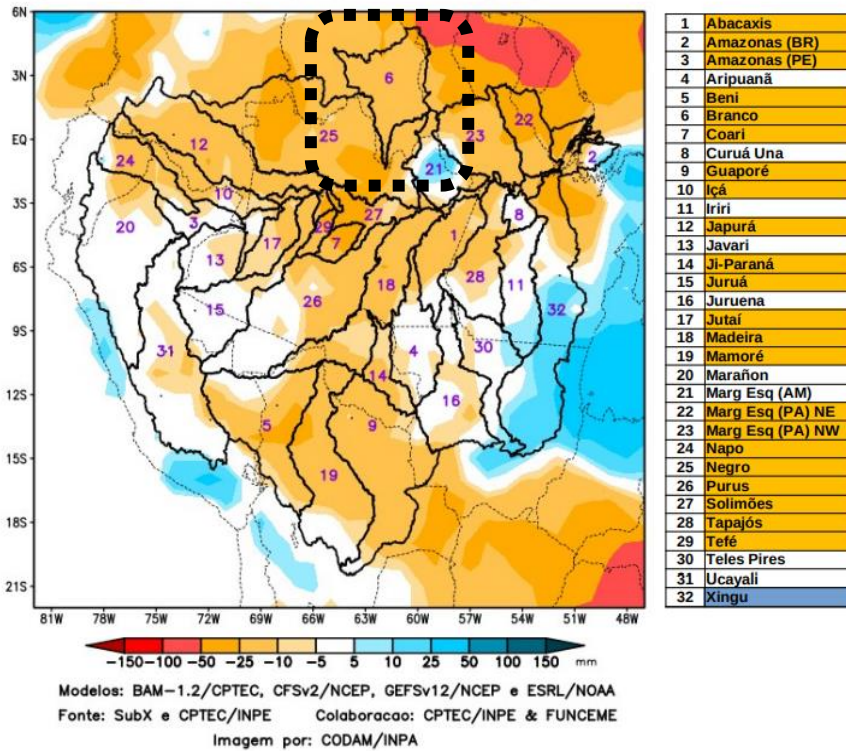 6N
3N
EQ
3S
6S
9S
12S
15S
18S
21S
6
25
12
23
22
24
21
2
10
3
27
29
7
20
17
13
1
8
28
18
26
15
11
32
31
4
30
14
16
5
9
19
81W 78W 75W 72W 69W 66W 63W 60W 57W 54W 51W 48W
-150 -100 -50 -25 -10 -5 5 10 25 50 100 150 mm
Modelos: BAM-1.2/CPTEC, CFSv2/NCEP, GEFSv12/NCEP e ESRL/NOAA
Fonte: SubX e CPTEC/INPE Colaboracao: CPTEC/INPE & FUNCEME
Imagem por: CODAM/INPA
1 Abacaxis
2 Amazonas (BR)
3 Amazonas (PE)
4 Aripuanã
5 Beni
6 Branco
7 Coari
8 Curuá Una
9 Guaporé
10 Içá
11 Iriri
12 Japurá
13 Javari
14 Ji-Paraná
15 Juruá
16 Juruena
17 Jutaí
18 Madeira
19 Mamoré
20 Marañon
21 Marg Esq (AM)
22 Marg Esq (PA) NE
23 Marg Esq (PA) NW
24 Napo
25 Negro
26 Purus
27 Solimões
28 Tapajós
29 Tefé
30 Teles Pires
31 Ucayali
32 Xingu